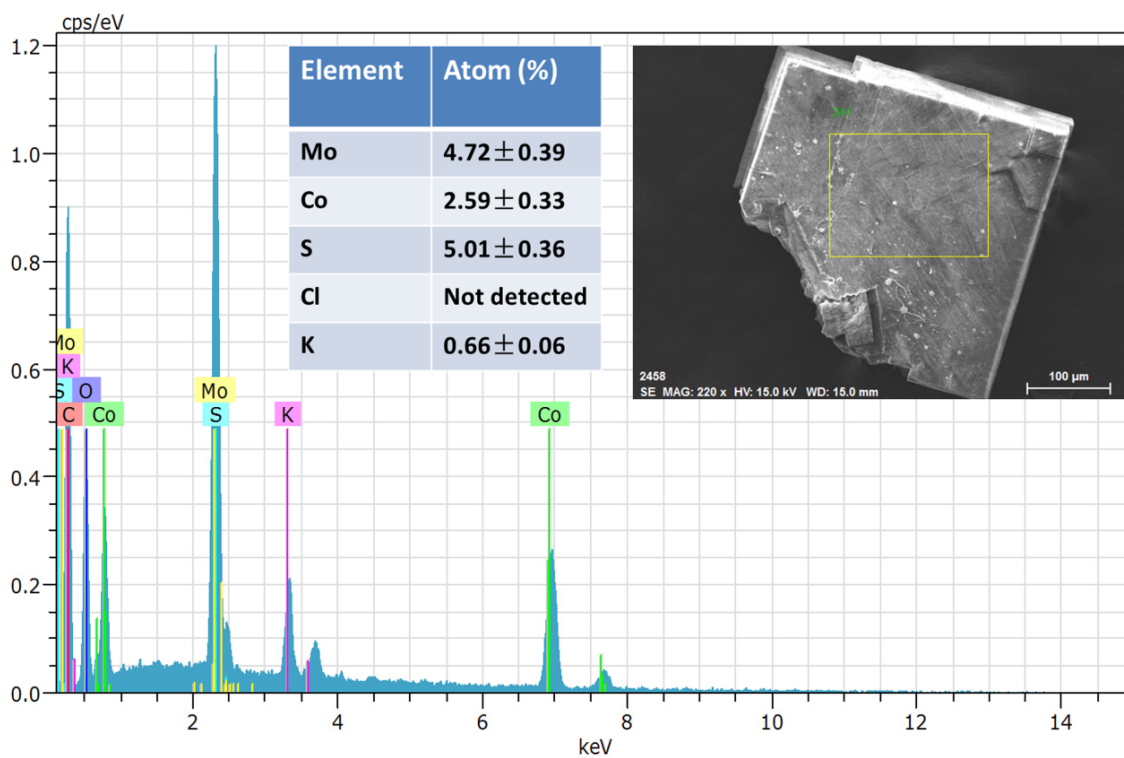 cps/eV
1.2
1.0
0.8
0.6
0.4
0.2
0.0
Element Atom (%)
Mo 4.72±0.39
Co 2.59±0.33
S 5.01±0.36
Cl Not detected
K 0.66±0.06
2458
SE MAG: 220 x HV: 15.0 kV WD: 15.0 mm
100 µm
Mo
K
S O
C Co
Mo
S
K
Co
2 4 6 8 10 12 14
keV